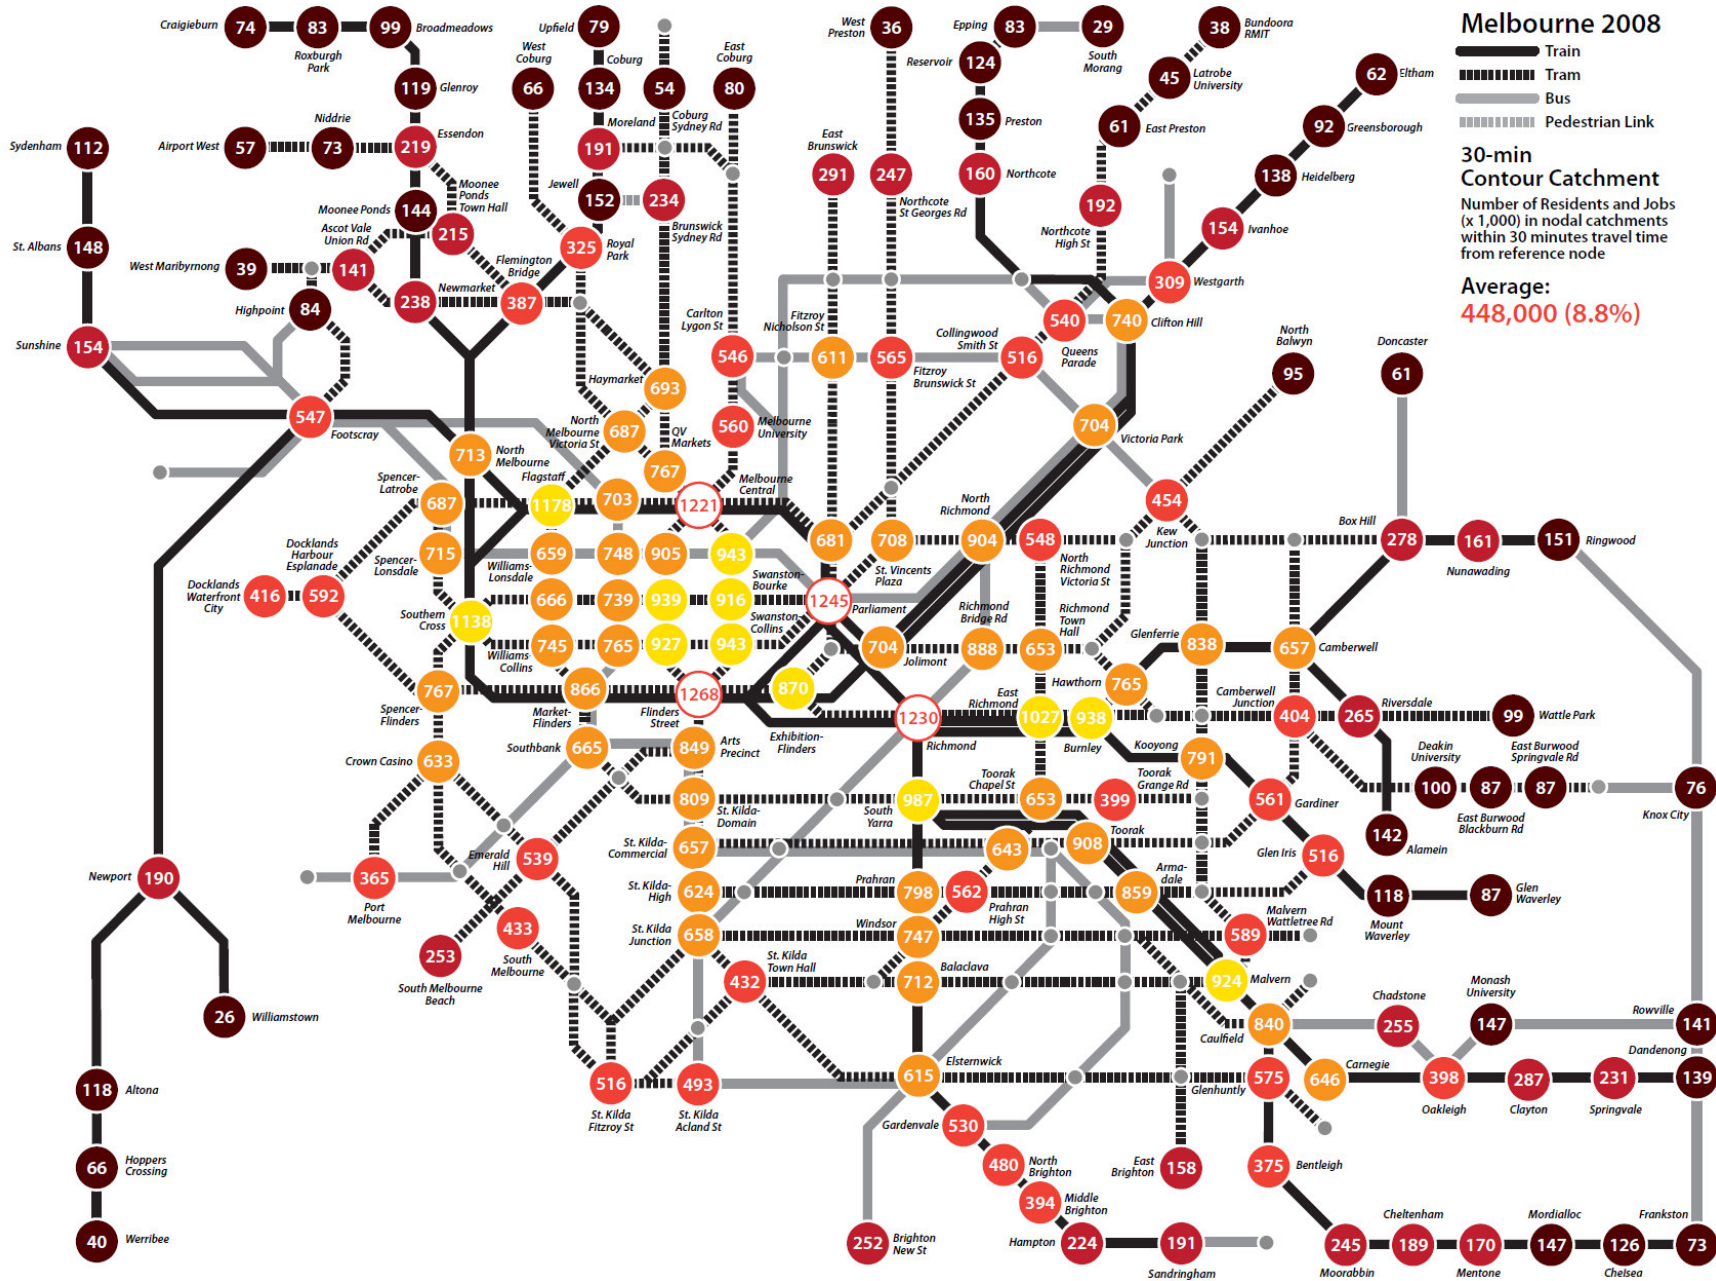 Melbourne 2008
Train
Tram
Bus
Pedestrian Link
30-min
Contour Catchment
Number of Residents and Jobs
(x 1,000) in nodal catchments
within 30 minutes travel time
from reference node
Average:
448,000 (8.8%)
Craigieburn 74
83 Roxburgh
Park
99 Broadmeadows
Upfield 79
West
Coburg
66
Coburg
134
54 Coburg
Sydney Rd
East
Coburg
80
West
Preston
36
Epping 83
29 South
Morang
38 Bundoora
RMIT
Reservoir 124
45 Latrobe
University
62 Eltham
119 Glenroy
Niddrie
73
Airport West 57
Essendon
219
Sydenham 112
Moreland
191
East
Brunswick
291
247 Northcote
St Georges Rd
135 Preston
160 Northcote
61 East Preston
92 Greensborough
138 Heidelberg
Moonee
Ponds
Town Hall
215
Moonee Ponds 144
Jewell 152
234 Brunswick
Sydney Rd
192 Northcote
High St
154 Ivanhoe
St. Albans 148
Ascot Vale
Union Rd
141
West Maribyrnong 39
Highpoint 84
Newmarket
238
Flemington
Bridge
387
325 Royal
Park
309 Westgarth
Sunshine 154
Carlton
Lygon St
546
Fitzroy
Nicholson St
611
565 Fitzroy
Brunswick St
Collingwood
Smith St
516
540 Queens
Parade
740 Clifton Hill
North
Balwyn
95
Doncaster
61
547 Footscray
Haymarket 693
North
Melbourne
Victoria St
687
QV
Markets
767
560 Melbourne
University
704 Victoria Park
713 North
Melbourne
Spencer-
Latrobe
687
Flagstaff
1178
703
1221
Melbourne
Central
North
Richmond
904
454 Kew
Junction
Docklands
Harbour
Esplanade
592
Docklands
Waterfront
City
416
Spencer-
Lonsdale
715
659 Williams-
Lonsdale
748
905
943
681
708 St. Vincents
Plaza
548 North
Richmond
Victoria St
Box Hill
278
161 Nunawading
151 Ringwood
Southern
Cross
1138
666
739
939
916
Swanston-
Bourke
1245 Parliament
Swanston-
Collins
745 Williams-
Collins
765
927
943
704 Jolimont
Richmond
Bridge Rd
888
Richmond
Town
Hall
653
Glenferrie
838
657 Camberwell
767 Spencer-
Flinders
866 Market-
Flinders
1268 Flinders
Street
870 Exhibition-
Flinders
1230 Richmond
East
Richmond
1027
938 Burnley
Hawthorn
765
Camberwell
Junction
404
265 Riversdale
99 Wattle Park
Crown Casino 633
Southbank 665
849 Arts
Precinct
Kooyong
791
Deakin
University
100
87 East Burwood
Blackburn Rd
East Burwood
Springvale Rd
87
76 Knox City
809 St. Kilda-
Domain
South
Yarra
987
Toorak
Chapel St
653
399 Toorak
Grange Rd
561 Gardiner
142 Alamein
St. Kilda-
Commercial
657
643
908 Toorak
Glen Iris
516
Newport 190
365 Port
Melbourne
Emerald
Hill
539
St. Kilda-
High
624
Prahran 798
562 Prahran
High St
Arma-
dale
859
118 Mount
Waverley
87 Glen
Waverley
253 South Melbourne
Beach
433 South
Melbourne
St. Kilda
Junction
658
Windsor 747
589 Malvern
Wattletree Rd
432 St. Kilda
Town Hall
712 Balaclava
924 Malvern
26 Williamstown
840 Caulfield
Chadstone
255
Monash
University
147
Rowville
141
118 Altona
516 St. Kilda
Fitzroy St
493 St. Kilda
Acland St
615 Elsternwick
575 Glenhuntly
646 Carnegie
398 Oakleigh
287 Clayton
231 Springvale
Dandenong
139
Gardenvale 530
66 Hoppers
Crossing
480 North
Brighton
East
Brighton
158
375 Bentleigh
394 Middle
Brighton
40 Werribee
252 Brighton
New St
Hampton 224
191 Sandringham
245 Moorabbin
Cheltenham
189
170 Mentone
Mordialloc
147
126 Chelsea
Frankston
73